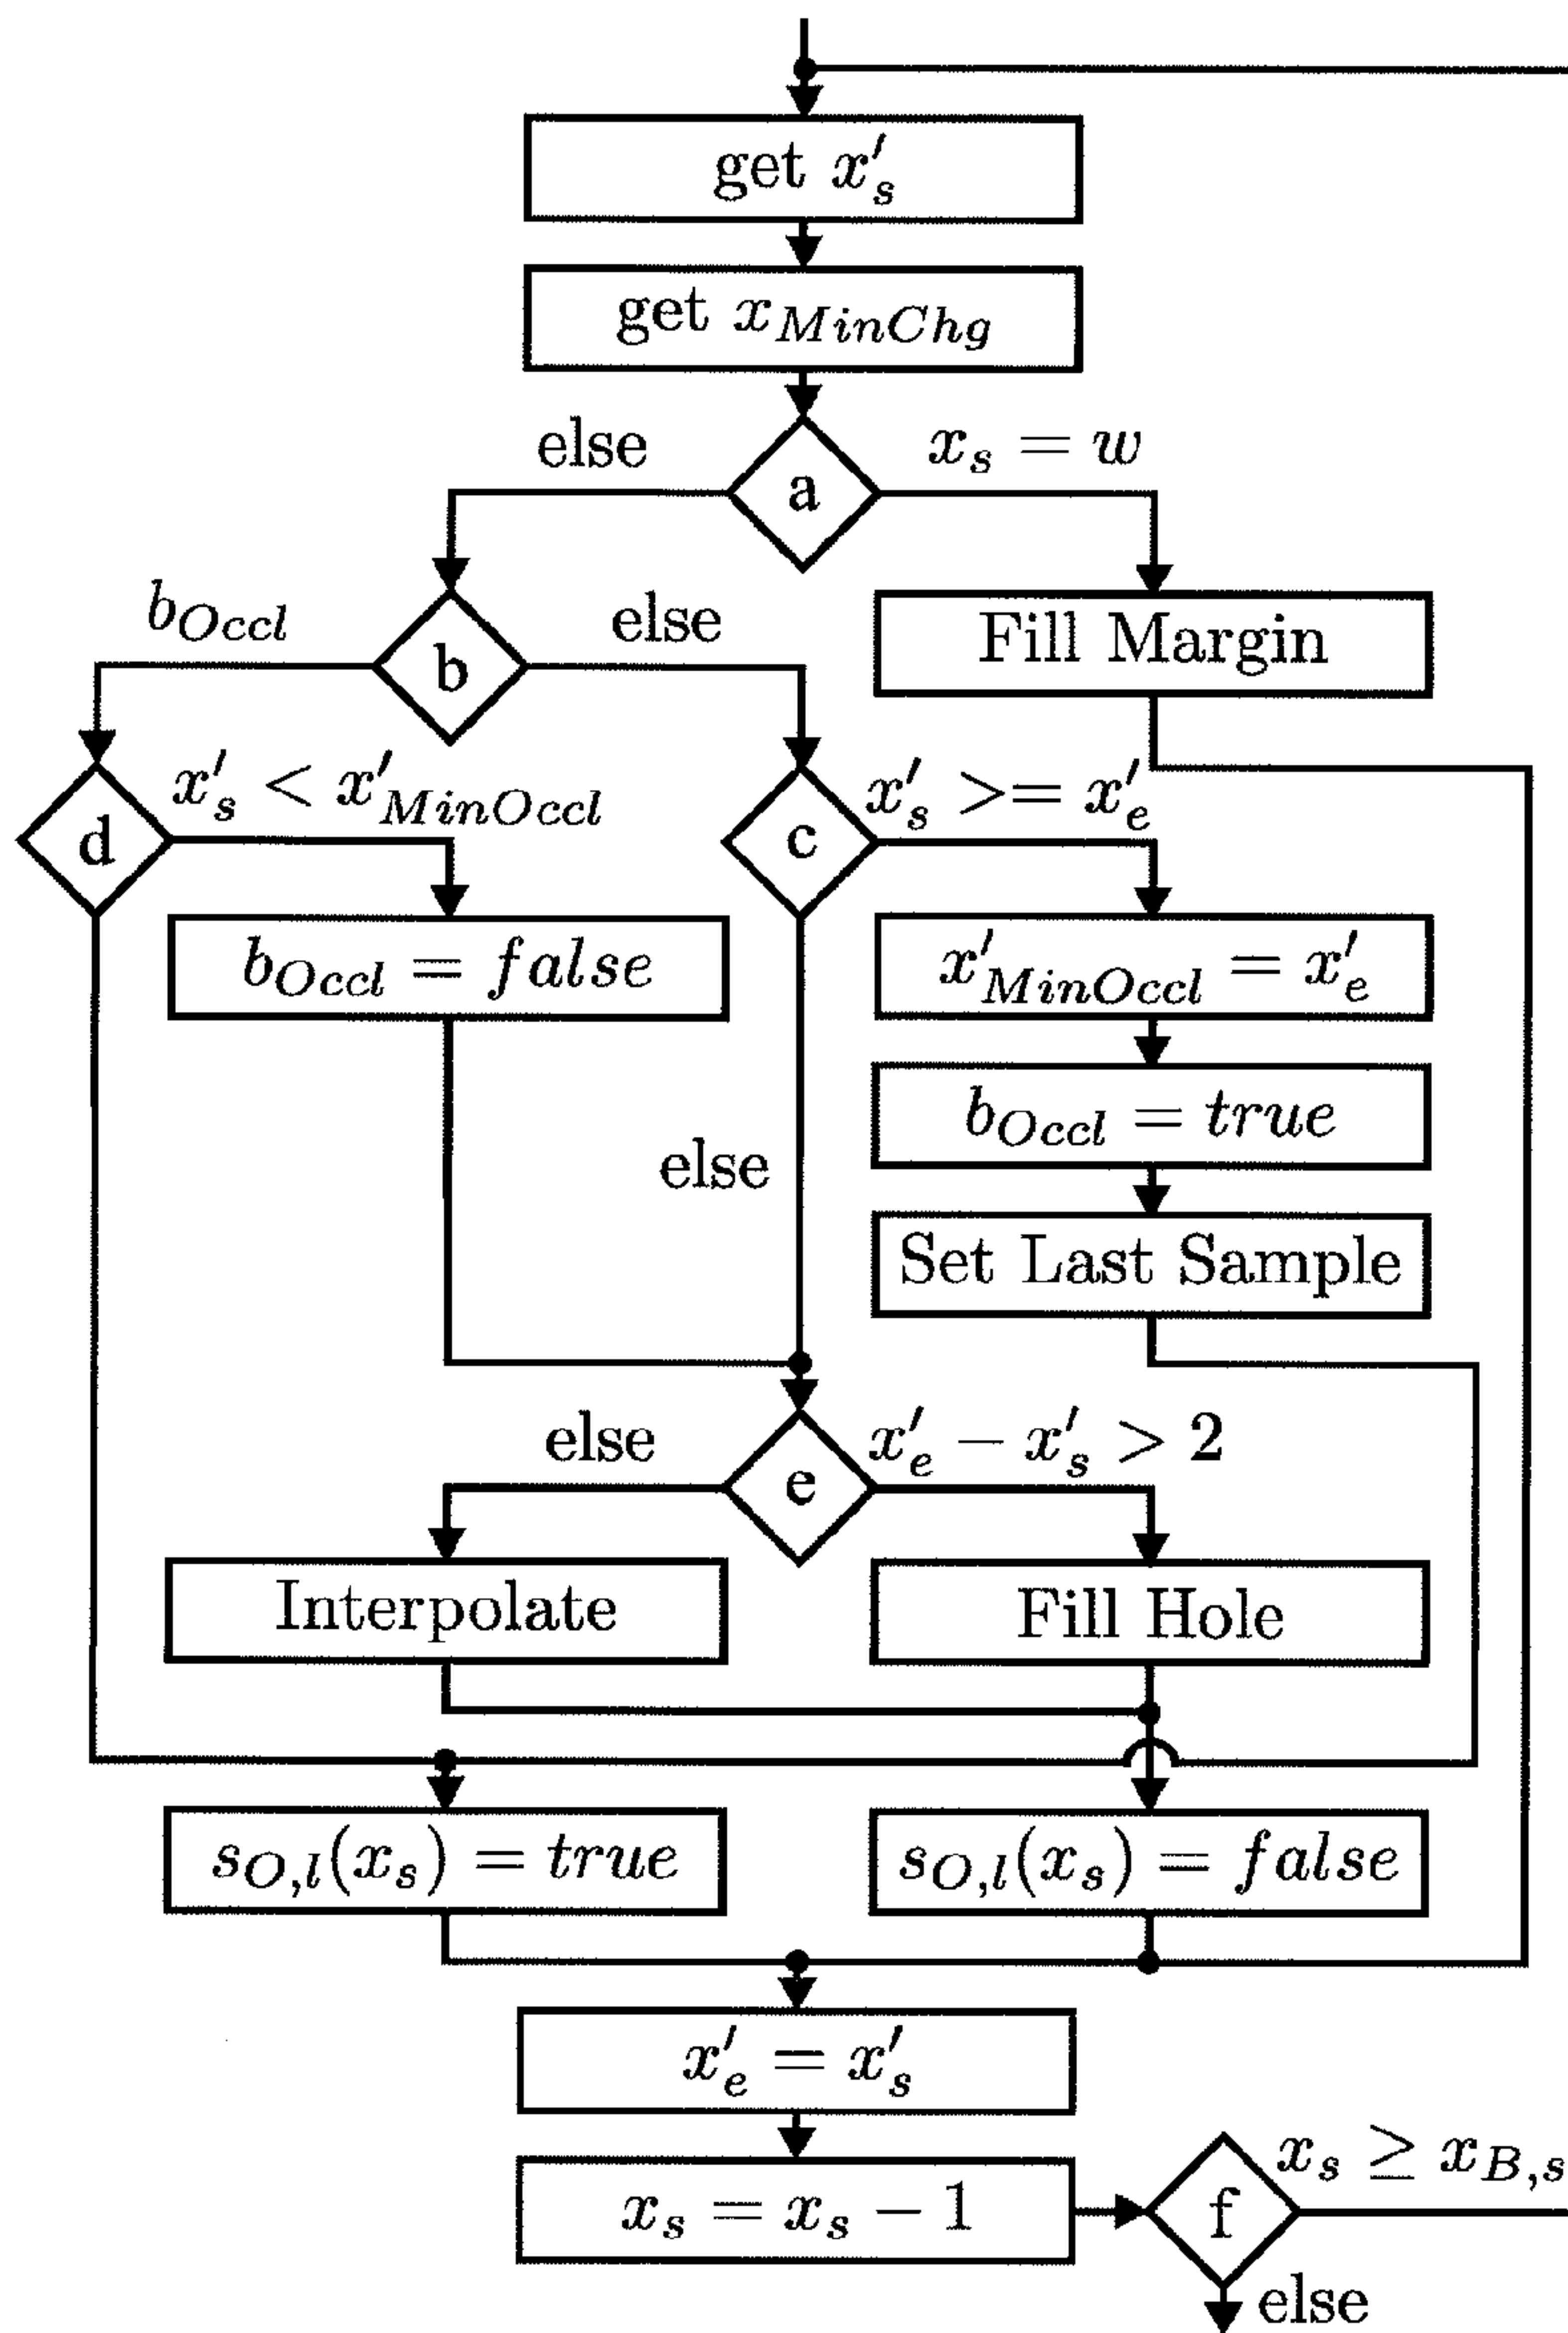 get x′_s
get x_MinChg
else
x_s = w
a
b_Occl
else
b
Fill Margin
x′_s < x′_MinOccl
x′_s >= x′_e
d
c
b_Occl = false
x′_MinOccl = x′_e
b_Occl = true
else
Set Last Sample
else
x′_e − x′_s > 2
e
Interpolate
Fill Hole
s_O,l(x_s) = true
s_O,l(x_s) = false
x′_e = x′_s
x_s ≥ x_B,s
x_s = x_s − 1
f
else